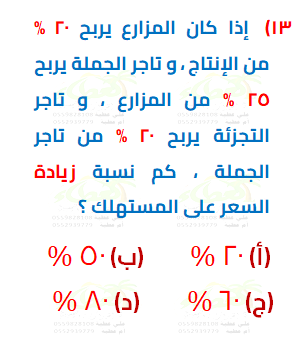 ١٣) إذا كان المزارع يربح ٢٠ %
من الإنتاج ، و تاجر الجملة يربح
٢٥ % من المزارع ، و تاجر
التجزئة يربح ٢٠ % من تاجر
الجملة ، كم نسبة زيادة
السعر على المستهلك ؟
(أ) ٢٠ % (ب) ٥٠ %
(ج) ٦٠ % (د) ٨٠ %